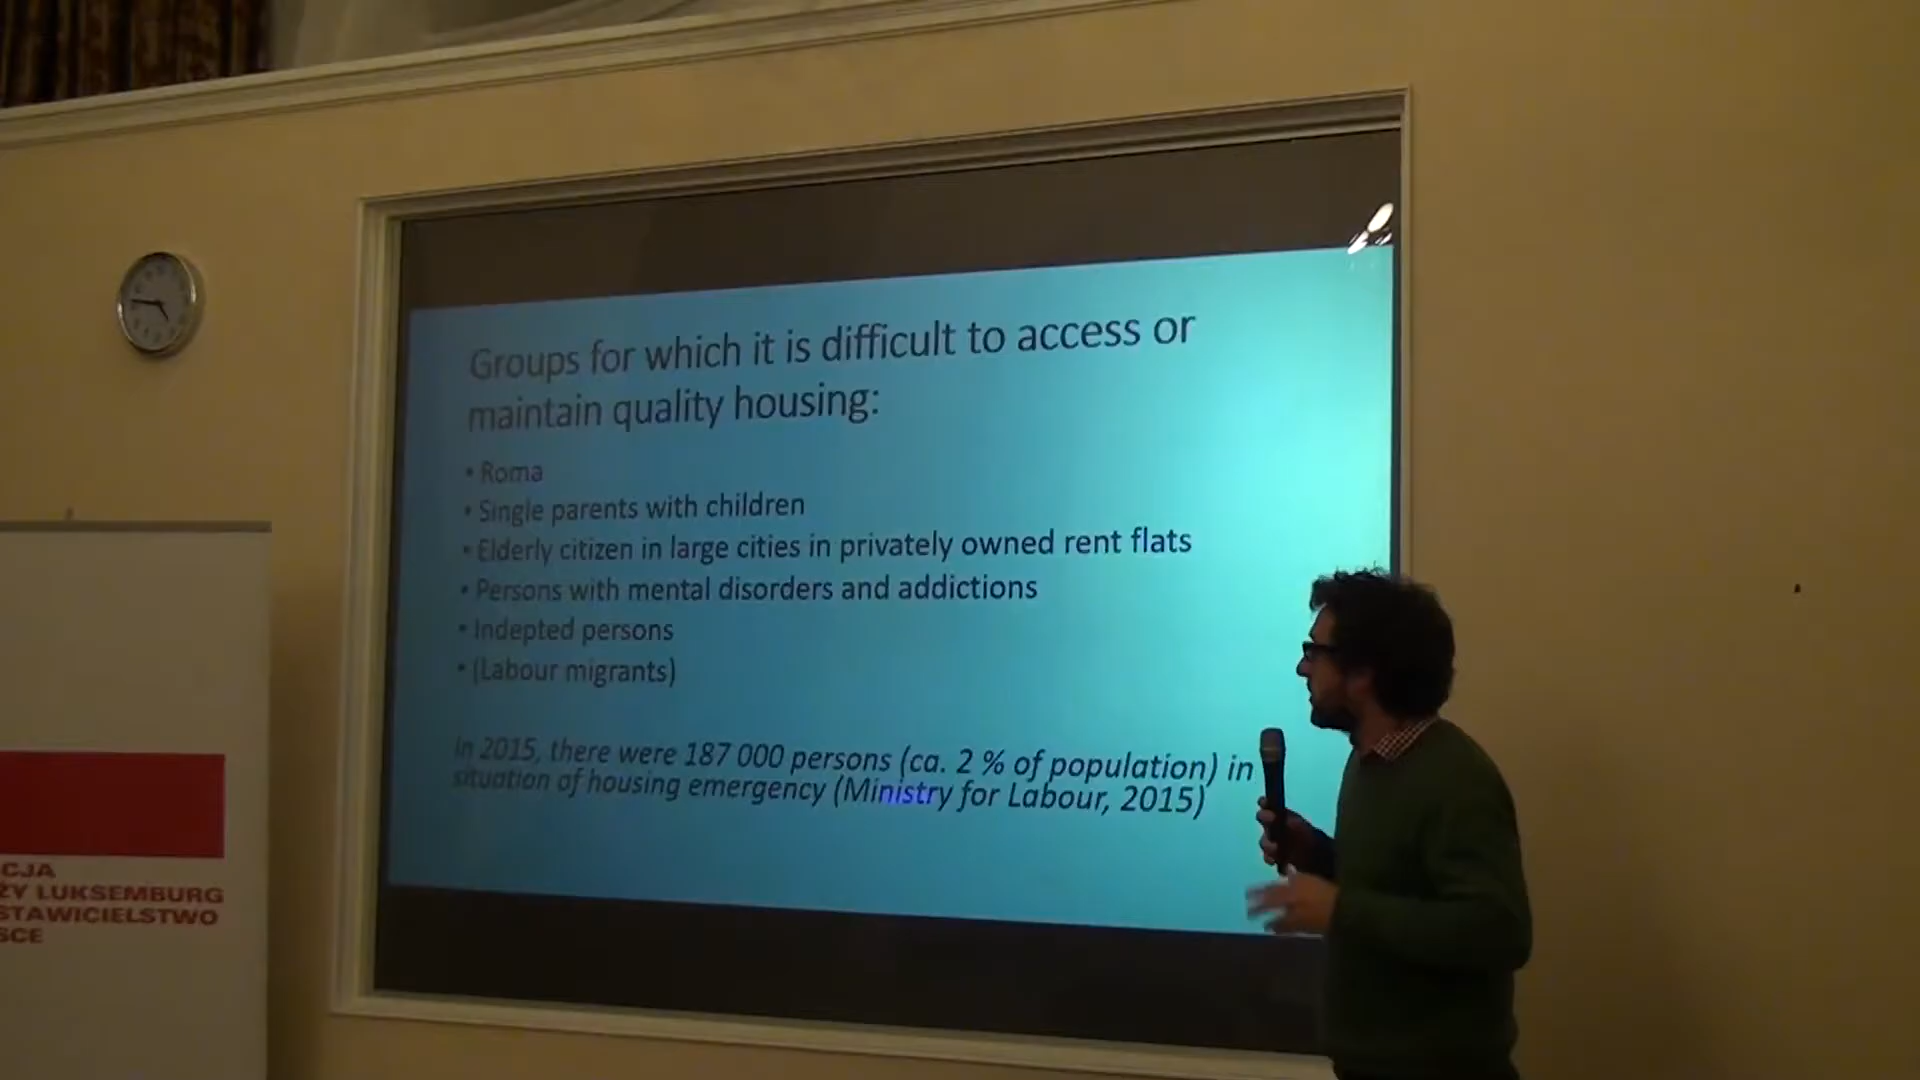 Groups for which it is difficult to access or
maintain quality housing:
• Roma
• Single parents with children
• Elderly citizen in large cities in privately owned rent flats
• Persons with mental disorders and addictions
• Indepted persons
• (Labour migrants)
In 2015, there were 187 000 persons (ca. 2 % of population) in
situation of housing emergency (Ministry for Labour, 2015)
CJA
ŻY LUKSEMBURG
STAWICIELSTWO
SCE